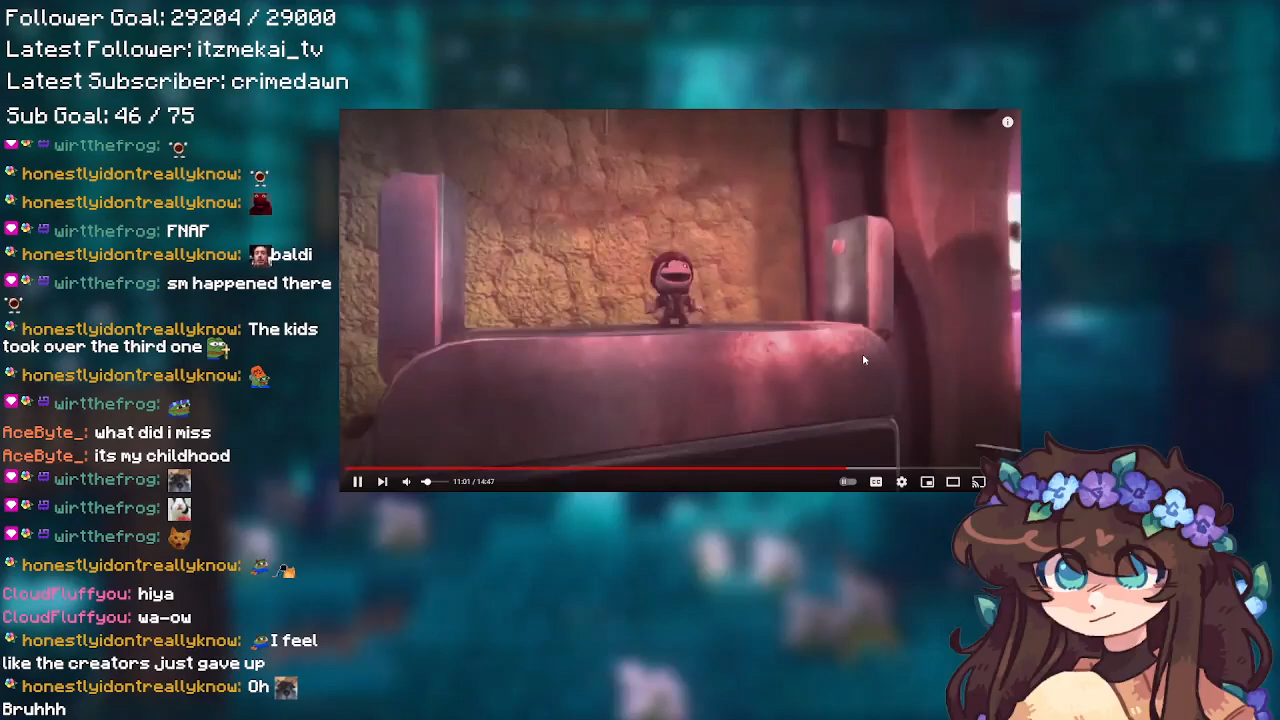 Follower Goal: 29204 / 29000
Latest Follower: itzmekai_tv
Latest Subscriber: crimedawn
Sub Goal: 46 / 75
wirtthefrog:
honestlyidontreallyknow:
honestlyidontreallyknow:
wirtthefrog: FNAF
honestlyidontreallyknow: baldi
wirtthefrog: sm happened there
honestlyidontreallyknow: The kids
took over the third one
honestlyidontreallyknow:
wirtthefrog:
AceByte_: what did i miss
AceByte_: its my childhood
wirtthefrog:
wirtthefrog:
wirtthefrog:
honestlyidontreallyknow:
CloudFluffyou: hiya
CloudFluffyou: wa-ow
honestlyidontreallyknow: I feel
like the creators just gave up
honestlyidontreallyknow: Oh
Bruhhh
11:01 / 14:47
CC